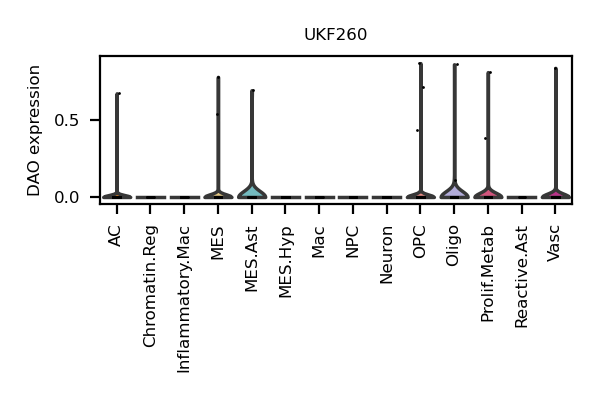 UKF260
DAO expression
0.5
0.0
AC
Chromatin.Reg
Inflammatory.Mac
MES
MES.Ast
MES.Hyp
Mac
NPC
Neuron
OPC
Oligo
Prolif.Metab
Reactive.Ast
Vasc